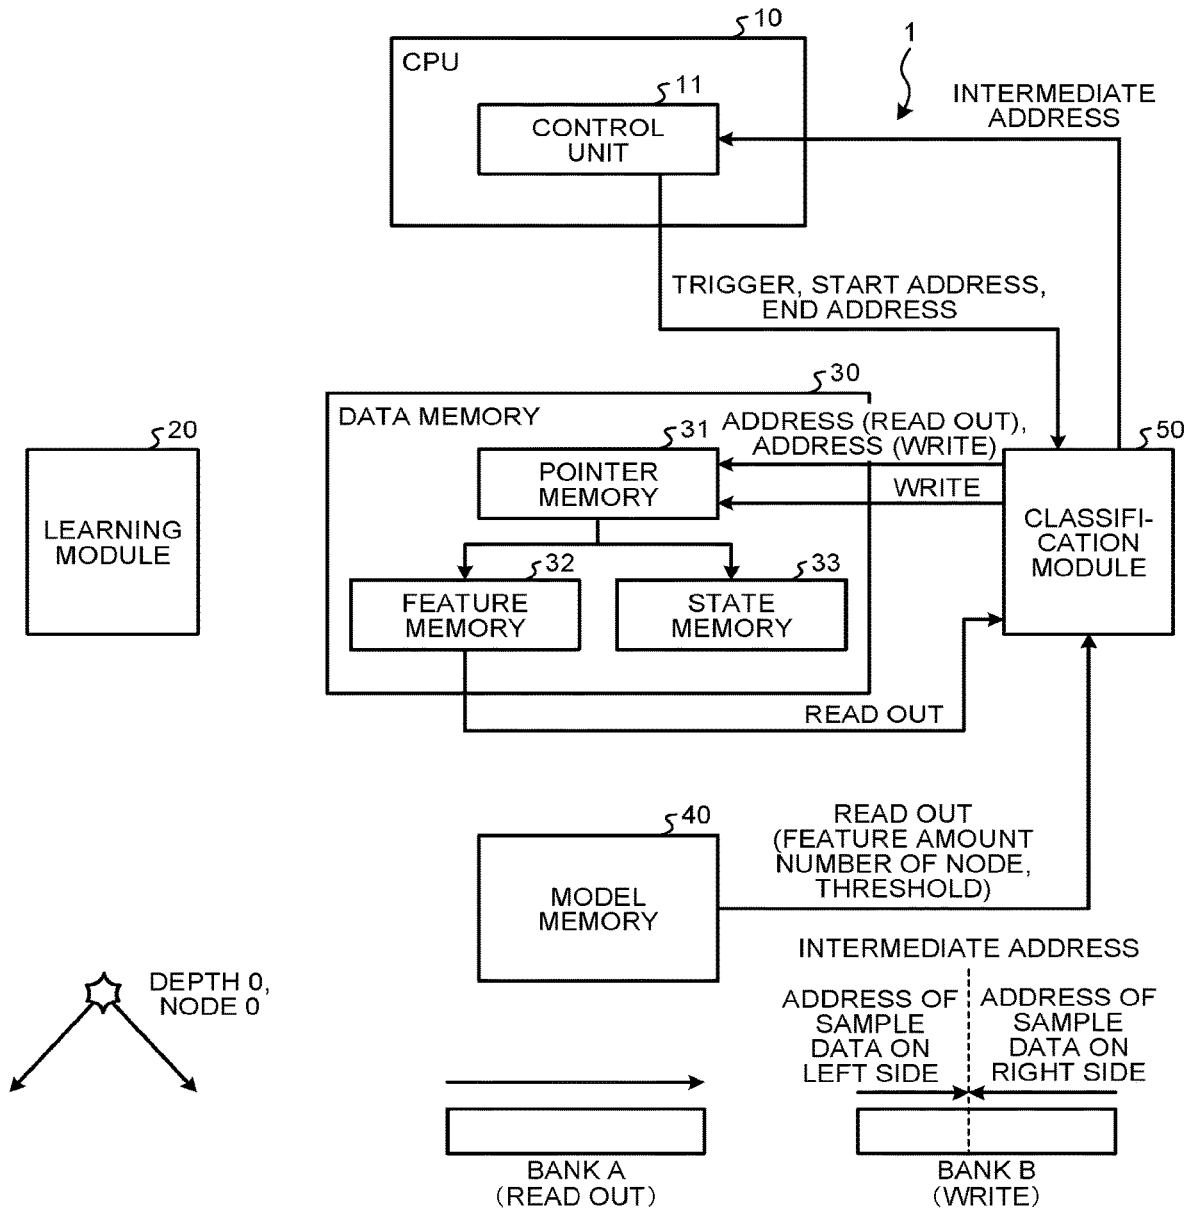 10
CPU
1
11
CONTROL
UNIT
INTERMEDIATE
ADDRESS
TRIGGER, START ADDRESS,
END ADDRESS
30
DATA MEMORY
ADDRESS (READ OUT),
ADDRESS (WRITE)
20
31
50
LEARNING
MODULE
POINTER
MEMORY
WRITE
CLASSIFI-
CATION
MODULE
32
33
FEATURE
MEMORY
STATE
MEMORY
READ OUT
40
MODEL
MEMORY
READ OUT
(FEATURE AMOUNT
NUMBER OF NODE,
THRESHOLD)
DEPTH 0,
NODE 0
INTERMEDIATE ADDRESS
ADDRESS OF
SAMPLE
DATA ON
LEFT SIDE
ADDRESS OF
SAMPLE
DATA ON
RIGHT SIDE
BANK A
(READ OUT)
BANK B
(WRITE)